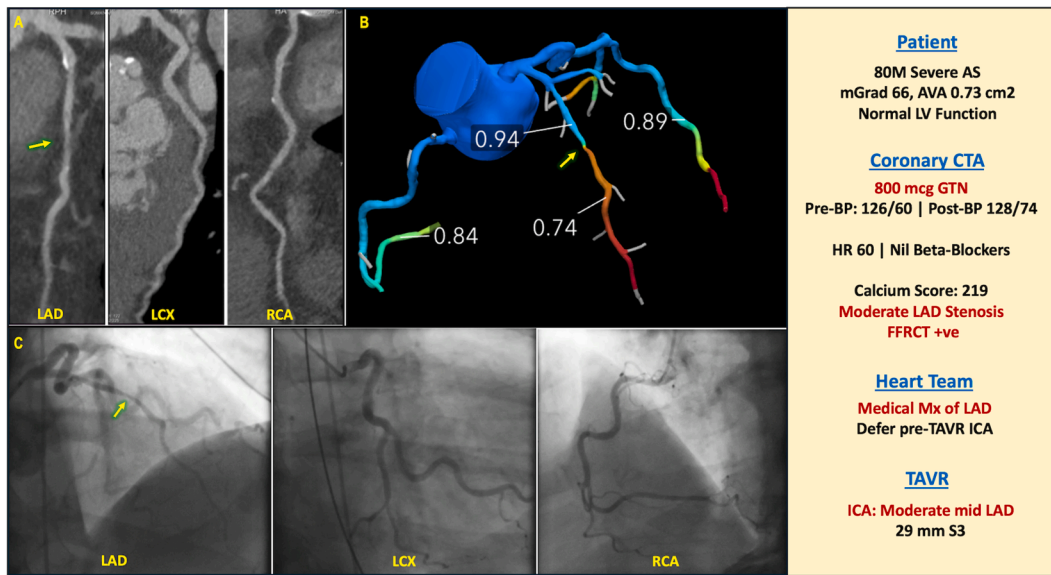 A
B
LAD
LCX
RCA
0.94
0.89
0.84
0.74
C
LAD
LCX
RCA
Patient
80M Severe AS
mGrad 66, AVA 0.73 cm2
Normal LV Function
Coronary CTA
800 mcg GTN
Pre-BP: 126/60 | Post-BP 128/74
HR 60 | Nil Beta-Blockers
Calcium Score: 219
Moderate LAD Stenosis
FFRCT +ve
Heart Team
Medical Mx of LAD
Defer pre-TAVR ICA
TAVR
ICA: Moderate mid LAD
29 mm S3